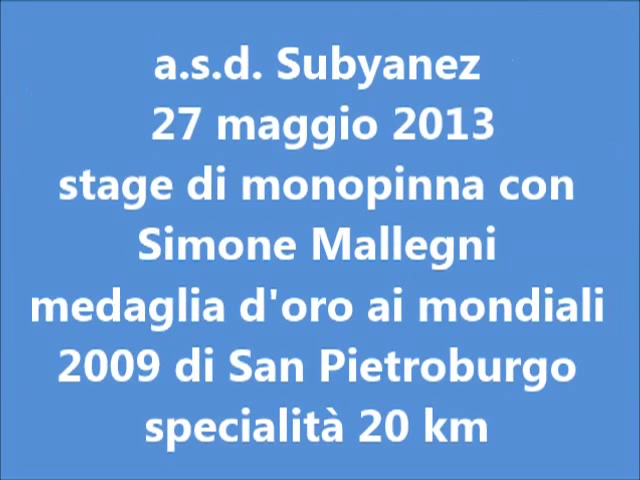 a.s.d. Subyanez
27 maggio 2013
stage di monopinna con
Simone Mallegni
medaglia d'oro ai mondiali
2009 di San Pietroburgo
specialità 20 km